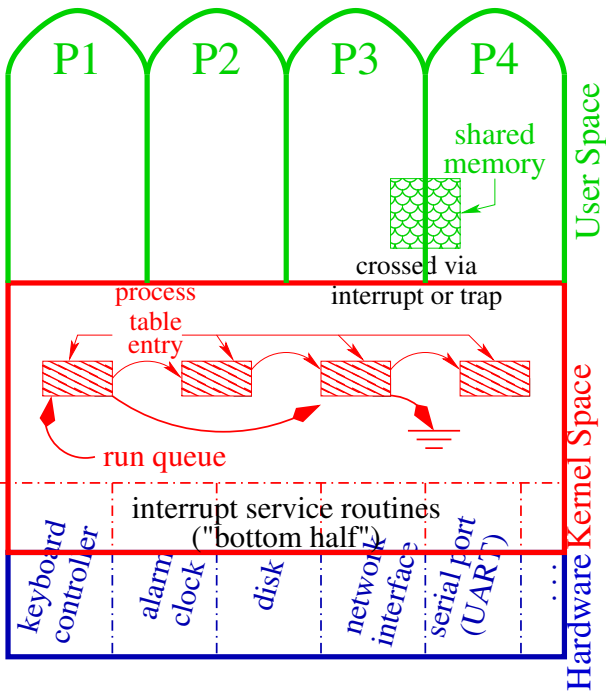 P1
P2
P3
P4
shared
memory
User Space
crossed via
interrupt or trap
process
table
entry
run queue
Kernel Space
interrupt service routines
("bottom half")
keyboard
controller
alarm
clock
disk
network
interface
serial port
(UART)
. . .
Hardware